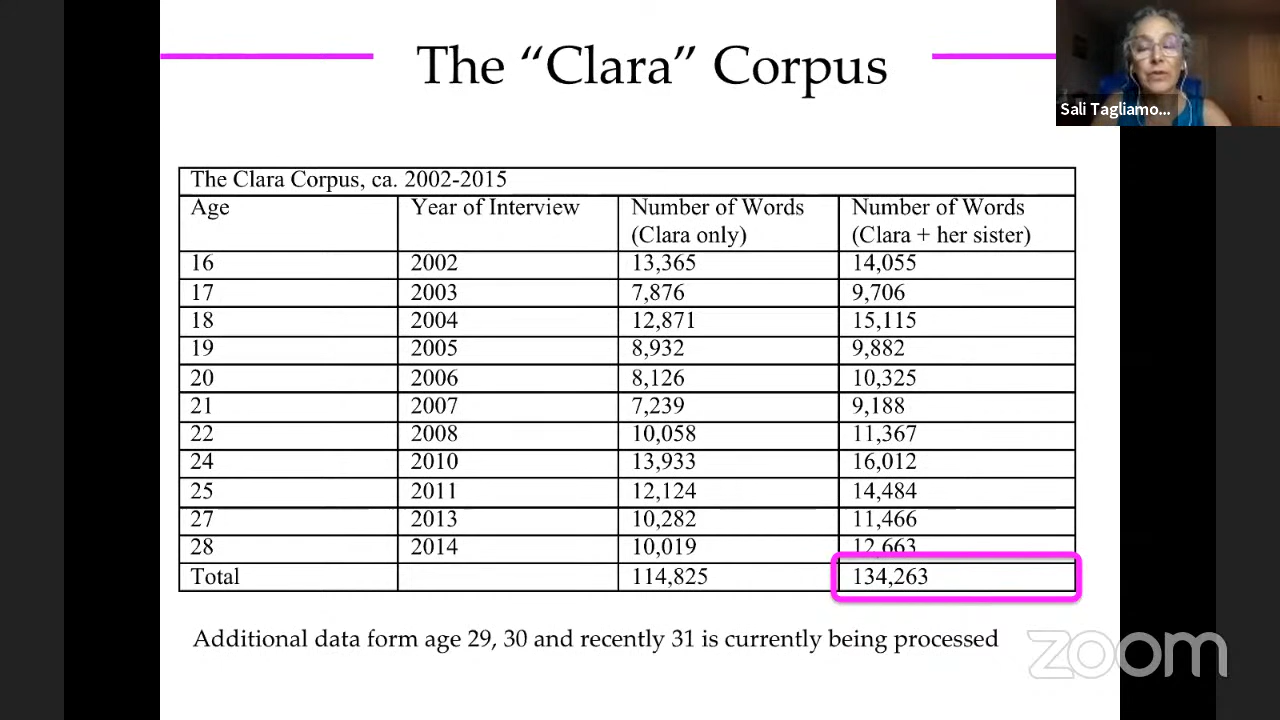 The “Clara” Corpus
Sali Tagliamo...
The Clara Corpus, ca. 2002-2015
Age Year of Interview Number of Words (Clara only) Number of Words (Clara + her sister)
16 2002 13,365 14,055
17 2003 7,876 9,706
18 2004 12,871 15,115
19 2005 8,932 9,882
20 2006 8,126 10,325
21 2007 7,239 9,188
22 2008 10,058 11,367
24 2010 13,933 16,012
25 2011 12,124 14,484
27 2013 10,282 11,466
28 2014 10,019 12,663
Total 114,825 134,263
Additional data form age 29, 30 and recently 31 is currently being processed
zoom